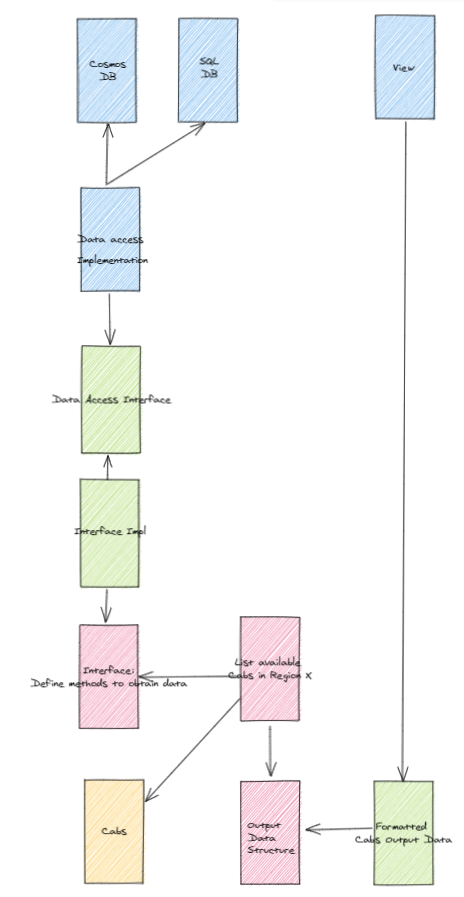 Cosmos
DB
SQL
DB
View
Data access
Implementation
Data Access Interface
Interface Impl
Interface:
Define methods to obtain data
List available
Cabs in Region X
Cabs
Output
Data
Structure
Formatted
Cabs Output Data